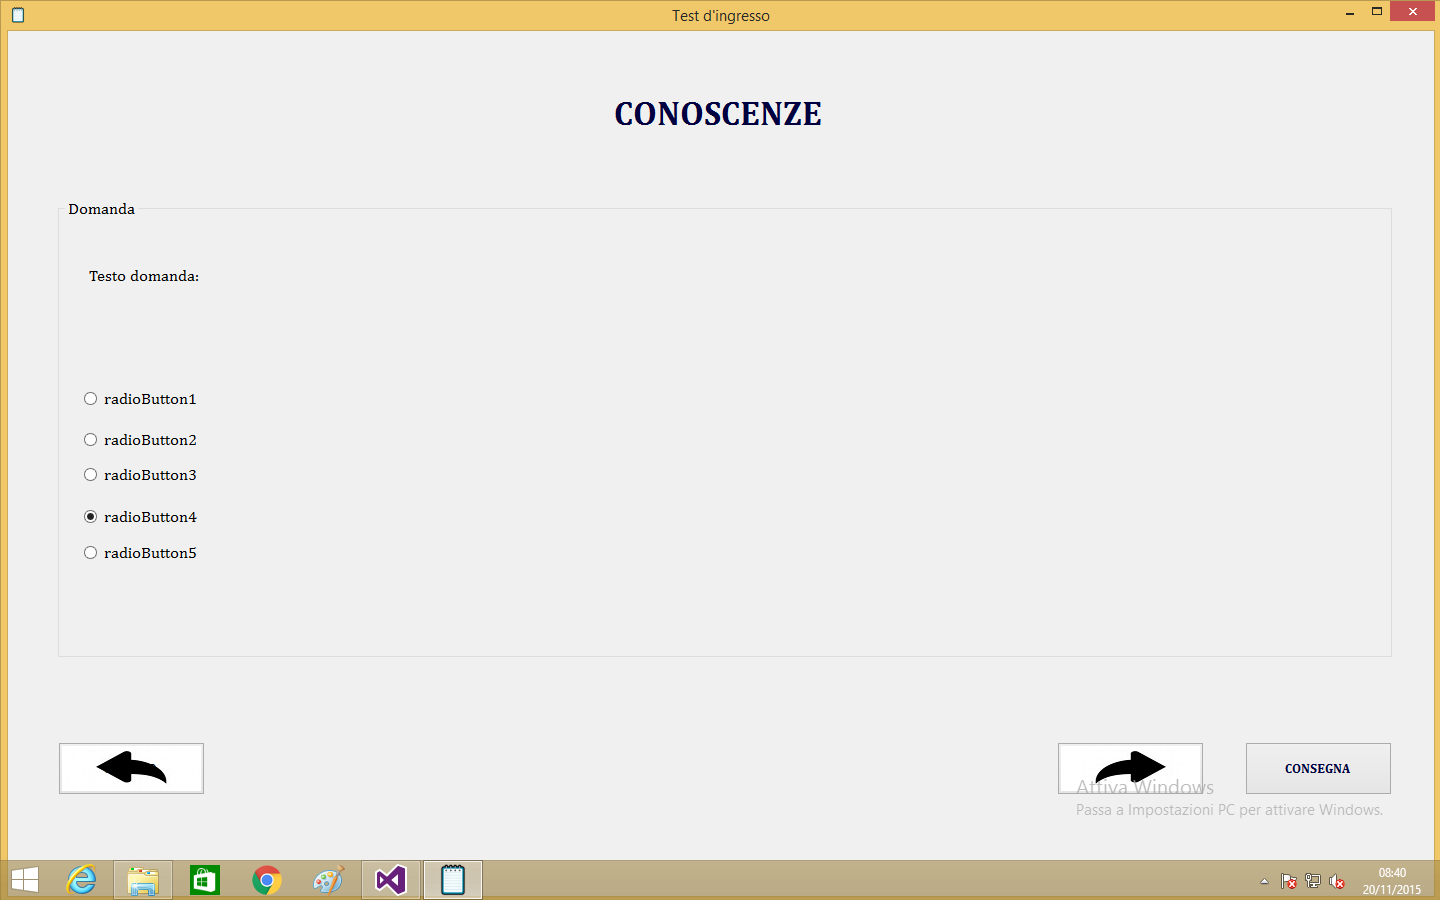 Test d'ingresso
CONOSCENZE
Domanda
Testo domanda:
radioButton1
radioButton2
radioButton3
radioButton4
radioButton5
CONSEGNA
Attiva Windows
Passa a Impostazioni PC per attivare Windows.
08:40
20/11/2015